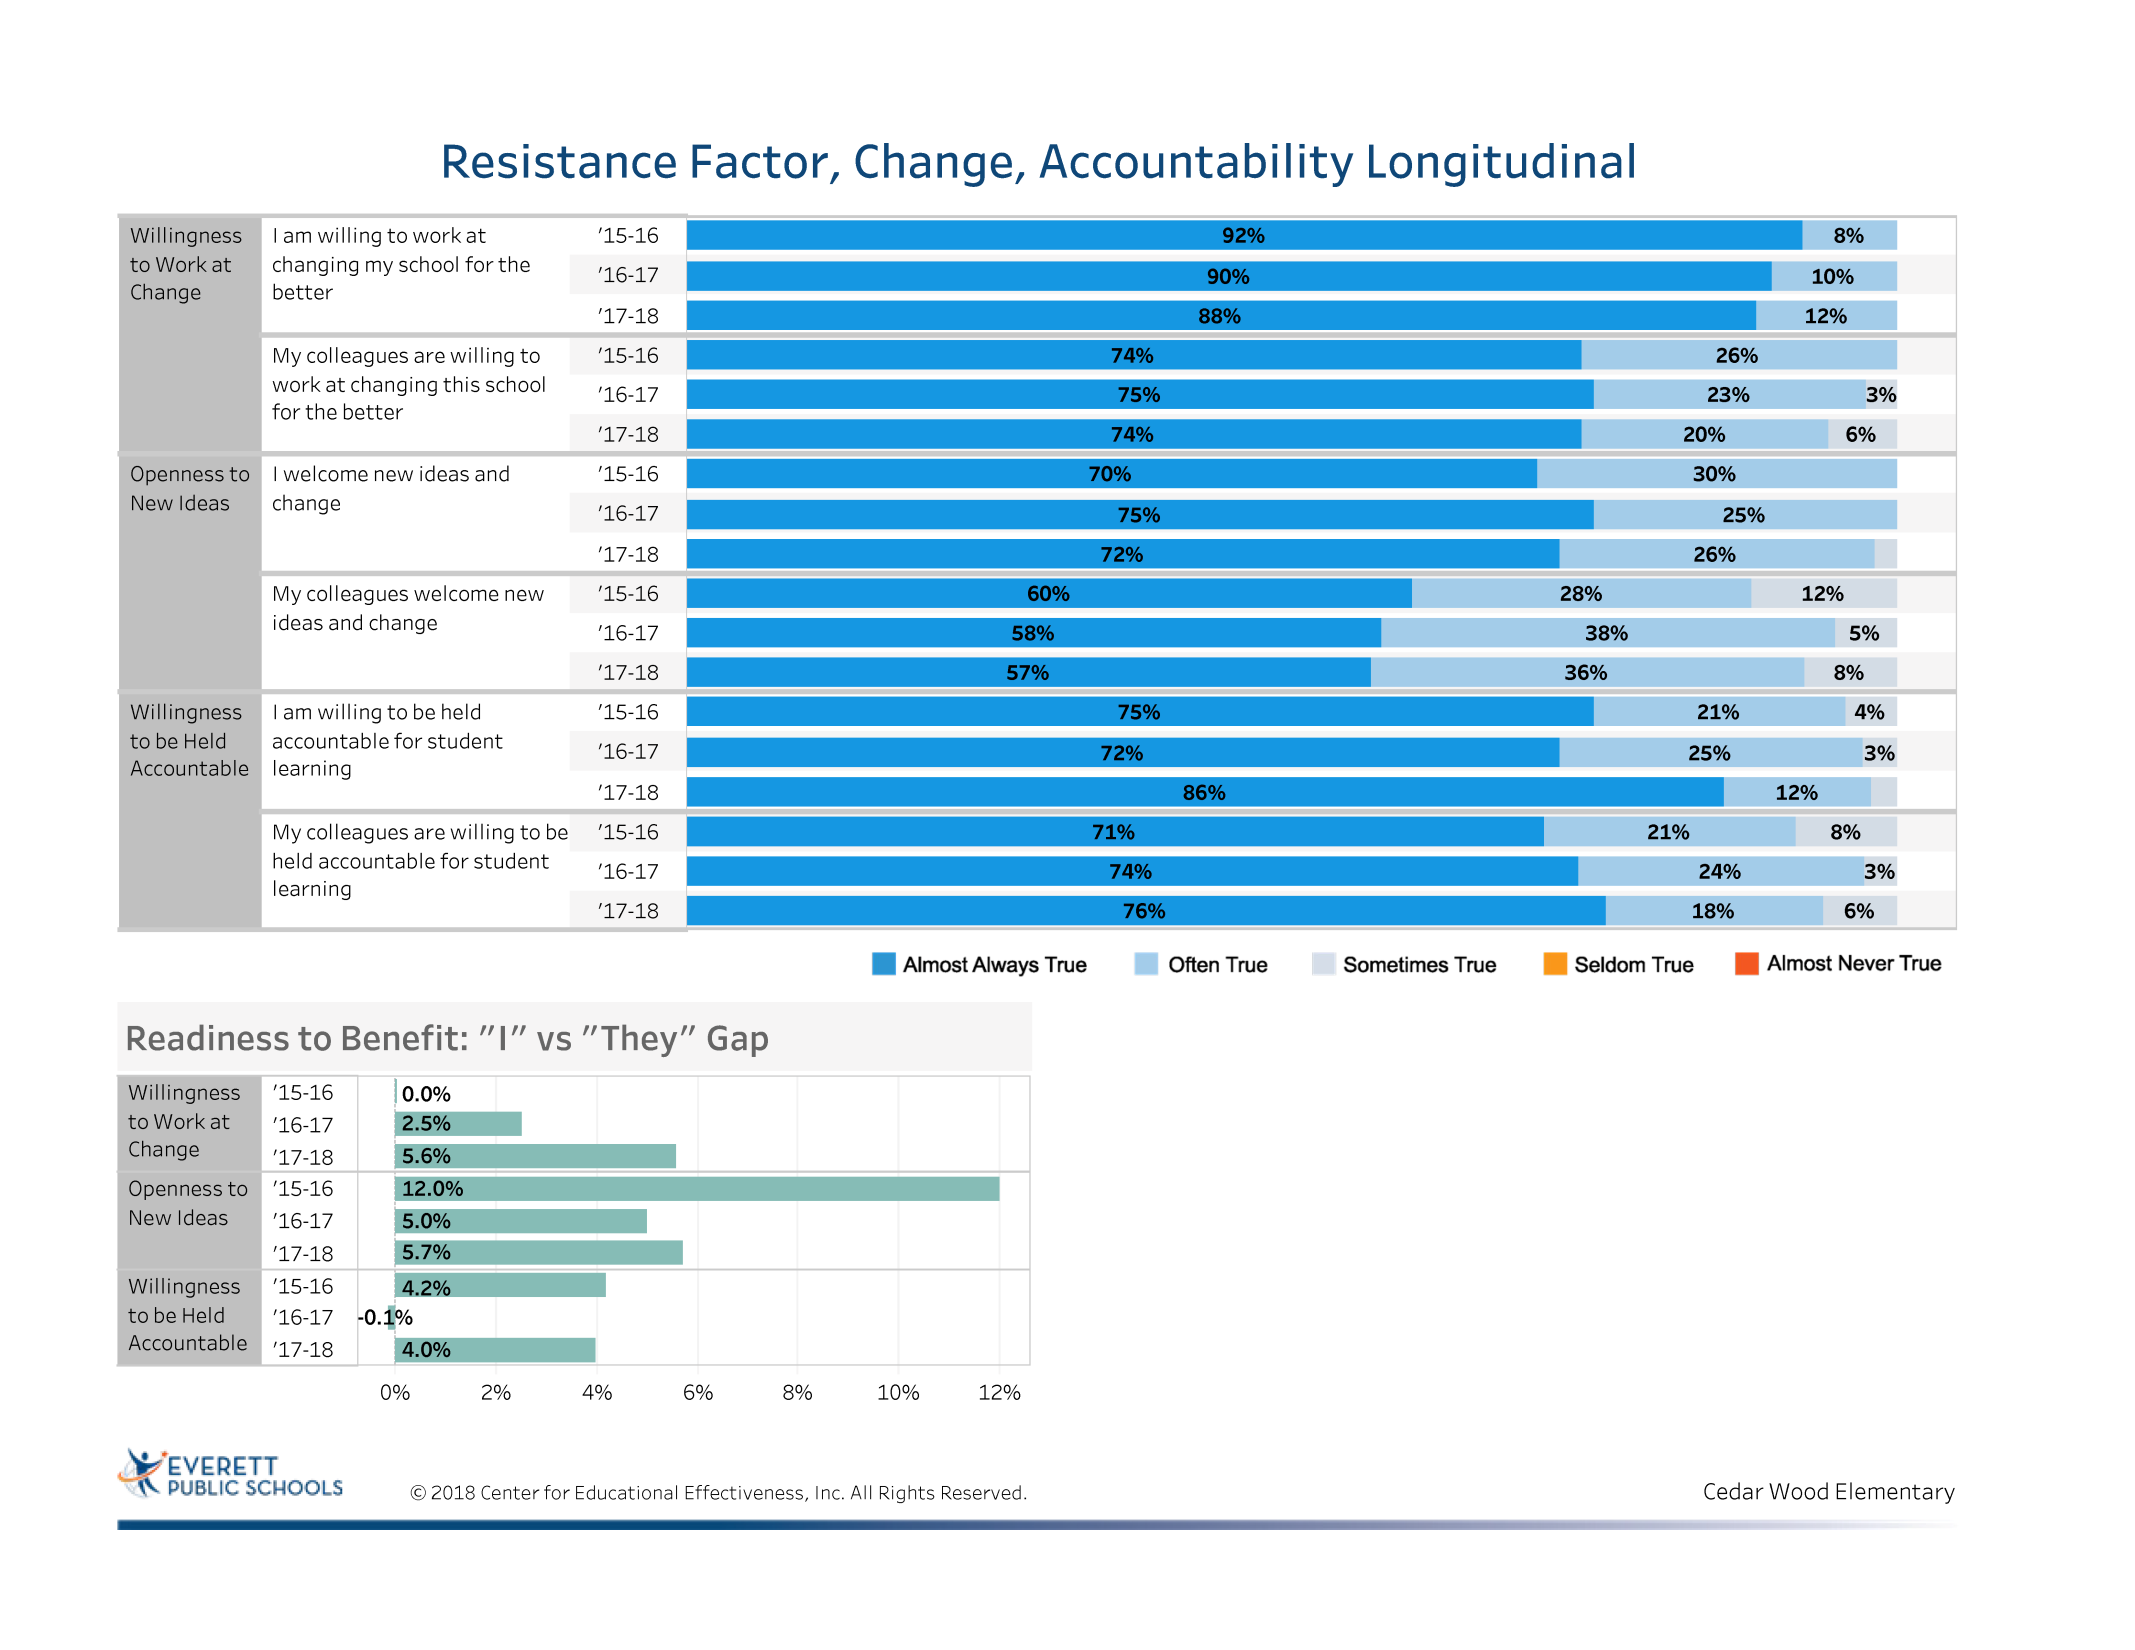 Resistance Factor, Change, Accountability Longitudinal
Willingness
to Work at
Change
I am willing to work at
changing my school for the
better
'15-16
92%
8%
'16-17
90%
10%
'17-18
88%
12%
My colleagues are willing to
work at changing this school
for the better
'15-16
74%
26%
'16-17
75%
23%
3%
'17-18
74%
20%
6%
Openness to
New Ideas
I welcome new ideas and
change
'15-16
70%
30%
'16-17
75%
25%
'17-18
72%
26%
My colleagues welcome new
ideas and change
'15-16
60%
28%
12%
'16-17
58%
38%
5%
'17-18
57%
36%
8%
Willingness
to be Held
Accountable
I am willing to be held
accountable for student
learning
'15-16
75%
21%
4%
'16-17
72%
25%
3%
'17-18
86%
12%
My colleagues are willing to be
held accountable for student
learning
'15-16
71%
21%
8%
'16-17
74%
24%
3%
'17-18
76%
18%
6%
Almost Always True
Often True
Sometimes True
Seldom True
Almost Never True
Readiness to Benefit: "I" vs "They" Gap
Willingness
to Work at
Change
'15-16
0.0%
'16-17
2.5%
'17-18
5.6%
Openness to
New Ideas
'15-16
12.0%
'16-17
5.0%
'17-18
5.7%
Willingness
to be Held
Accountable
'15-16
4.2%
'16-17
-0.1%
'17-18
4.0%
0%
2%
4%
6%
8%
10%
12%
EVERETT
PUBLIC SCHOOLS
© 2018 Center for Educational Effectiveness, Inc. All Rights Reserved.
Cedar Wood Elementary